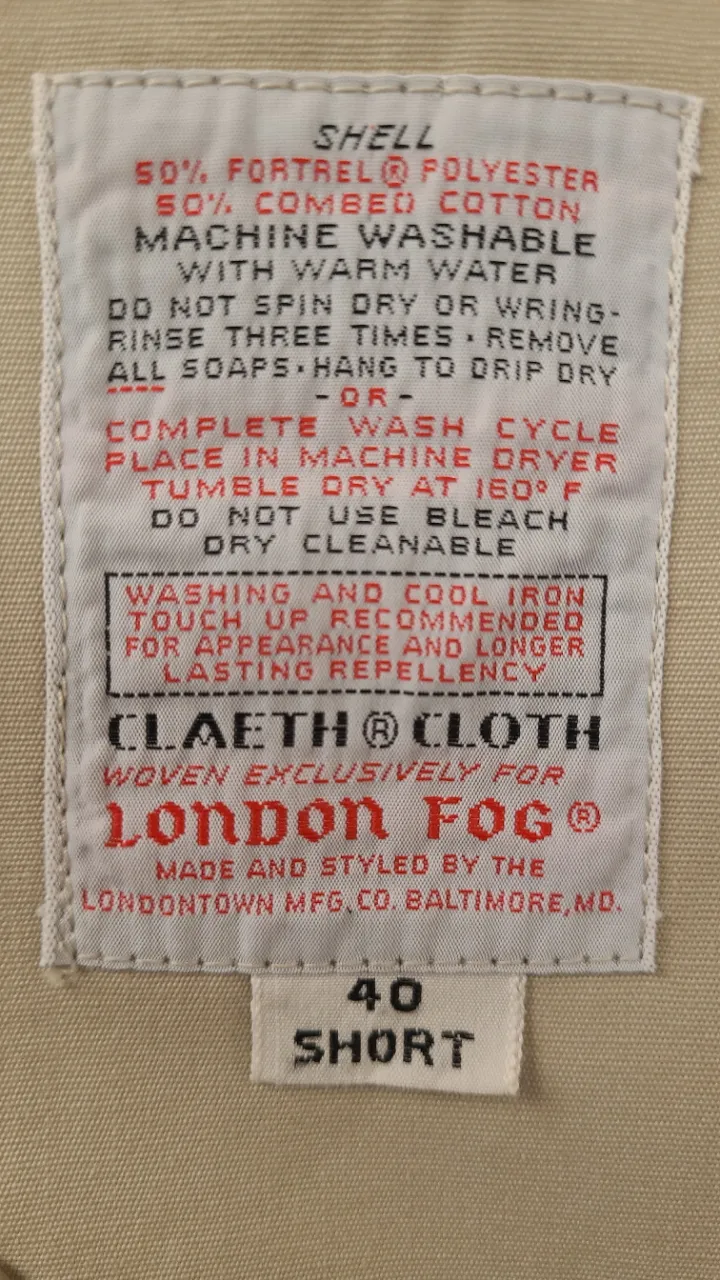 SHELL
50% FORTREL® POLYESTER
50% COMBED COTTON
MACHINE WASHABLE
WITH WARM WATER
DO NOT SPIN DRY OR WRING-
RINSE THREE TIMES · REMOVE
ALL SOAPS · HANG TO DRIP DRY
- OR -
COMPLETE WASH CYCLE
PLACE IN MACHINE DRYER
TUMBLE DRY AT 160° F
DO NOT USE BLEACH
DRY CLEANABLE
WASHING AND COOL IRON
TOUCH UP RECOMMENDED
FOR APPEARANCE AND LONGER
LASTING REPELLENCY
CLAETH® CLOTH
WOVEN EXCLUSIVELY FOR
LONDON FOG®
MADE AND STYLED BY THE
LONDONTOWN MFG. CO. BALTIMORE, MD.
40
SHORT